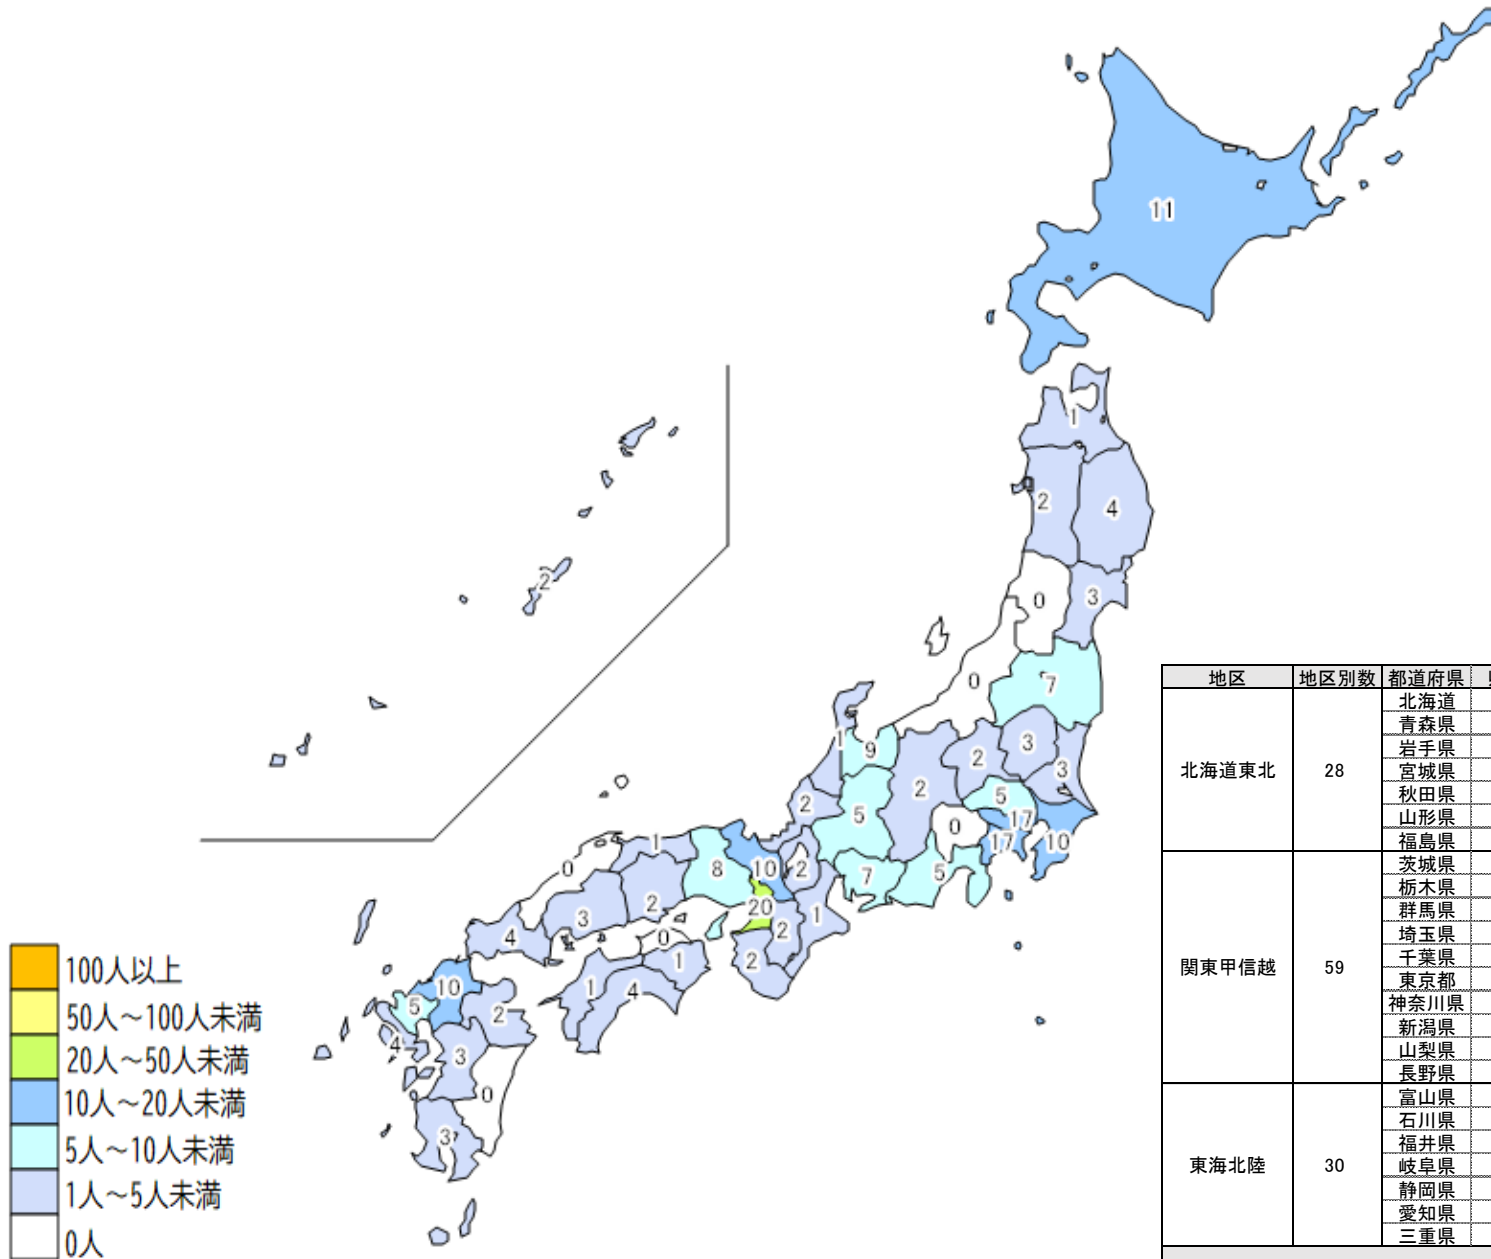 11
1
2
4
0
3
0
7
1
9
2
3
3
2
2
5
5
0
17
17
10
7
5
2
10
8
1
0
2
3
4
20
2
1
2
0
1
1
4
10
5
4
2
3
0
3
2
100人以上
50人～100人未満
20人～50人未満
10人～20人未満
5人～10人未満
1人～5人未満
0人
地区 地区別数 都道府県
北海道東北 28
北海道
青森県
岩手県
宮城県
秋田県
山形県
福島県
関東甲信越 59
茨城県
栃木県
群馬県
埼玉県
千葉県
東京都
神奈川県
新潟県
山梨県
長野県
東海北陸 30
富山県
石川県
福井県
岐阜県
静岡県
愛知県
三重県